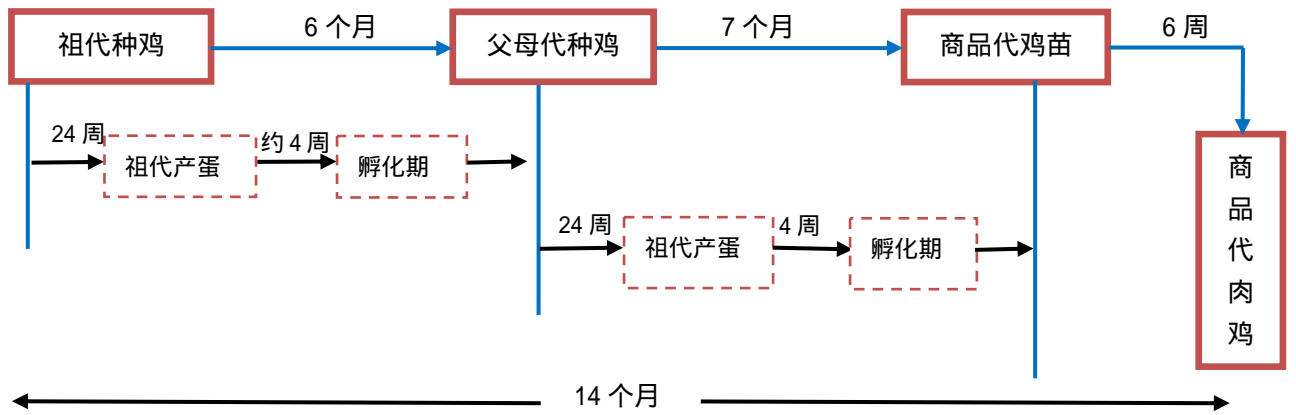 祖代种鸡
6 个月
父母代种鸡
7 个月
商品代鸡苗
6 周
24 周
祖代产蛋
约 4 周
孵化期
商品代肉鸡
24 周
祖代产蛋
4 周
孵化期
14 个月